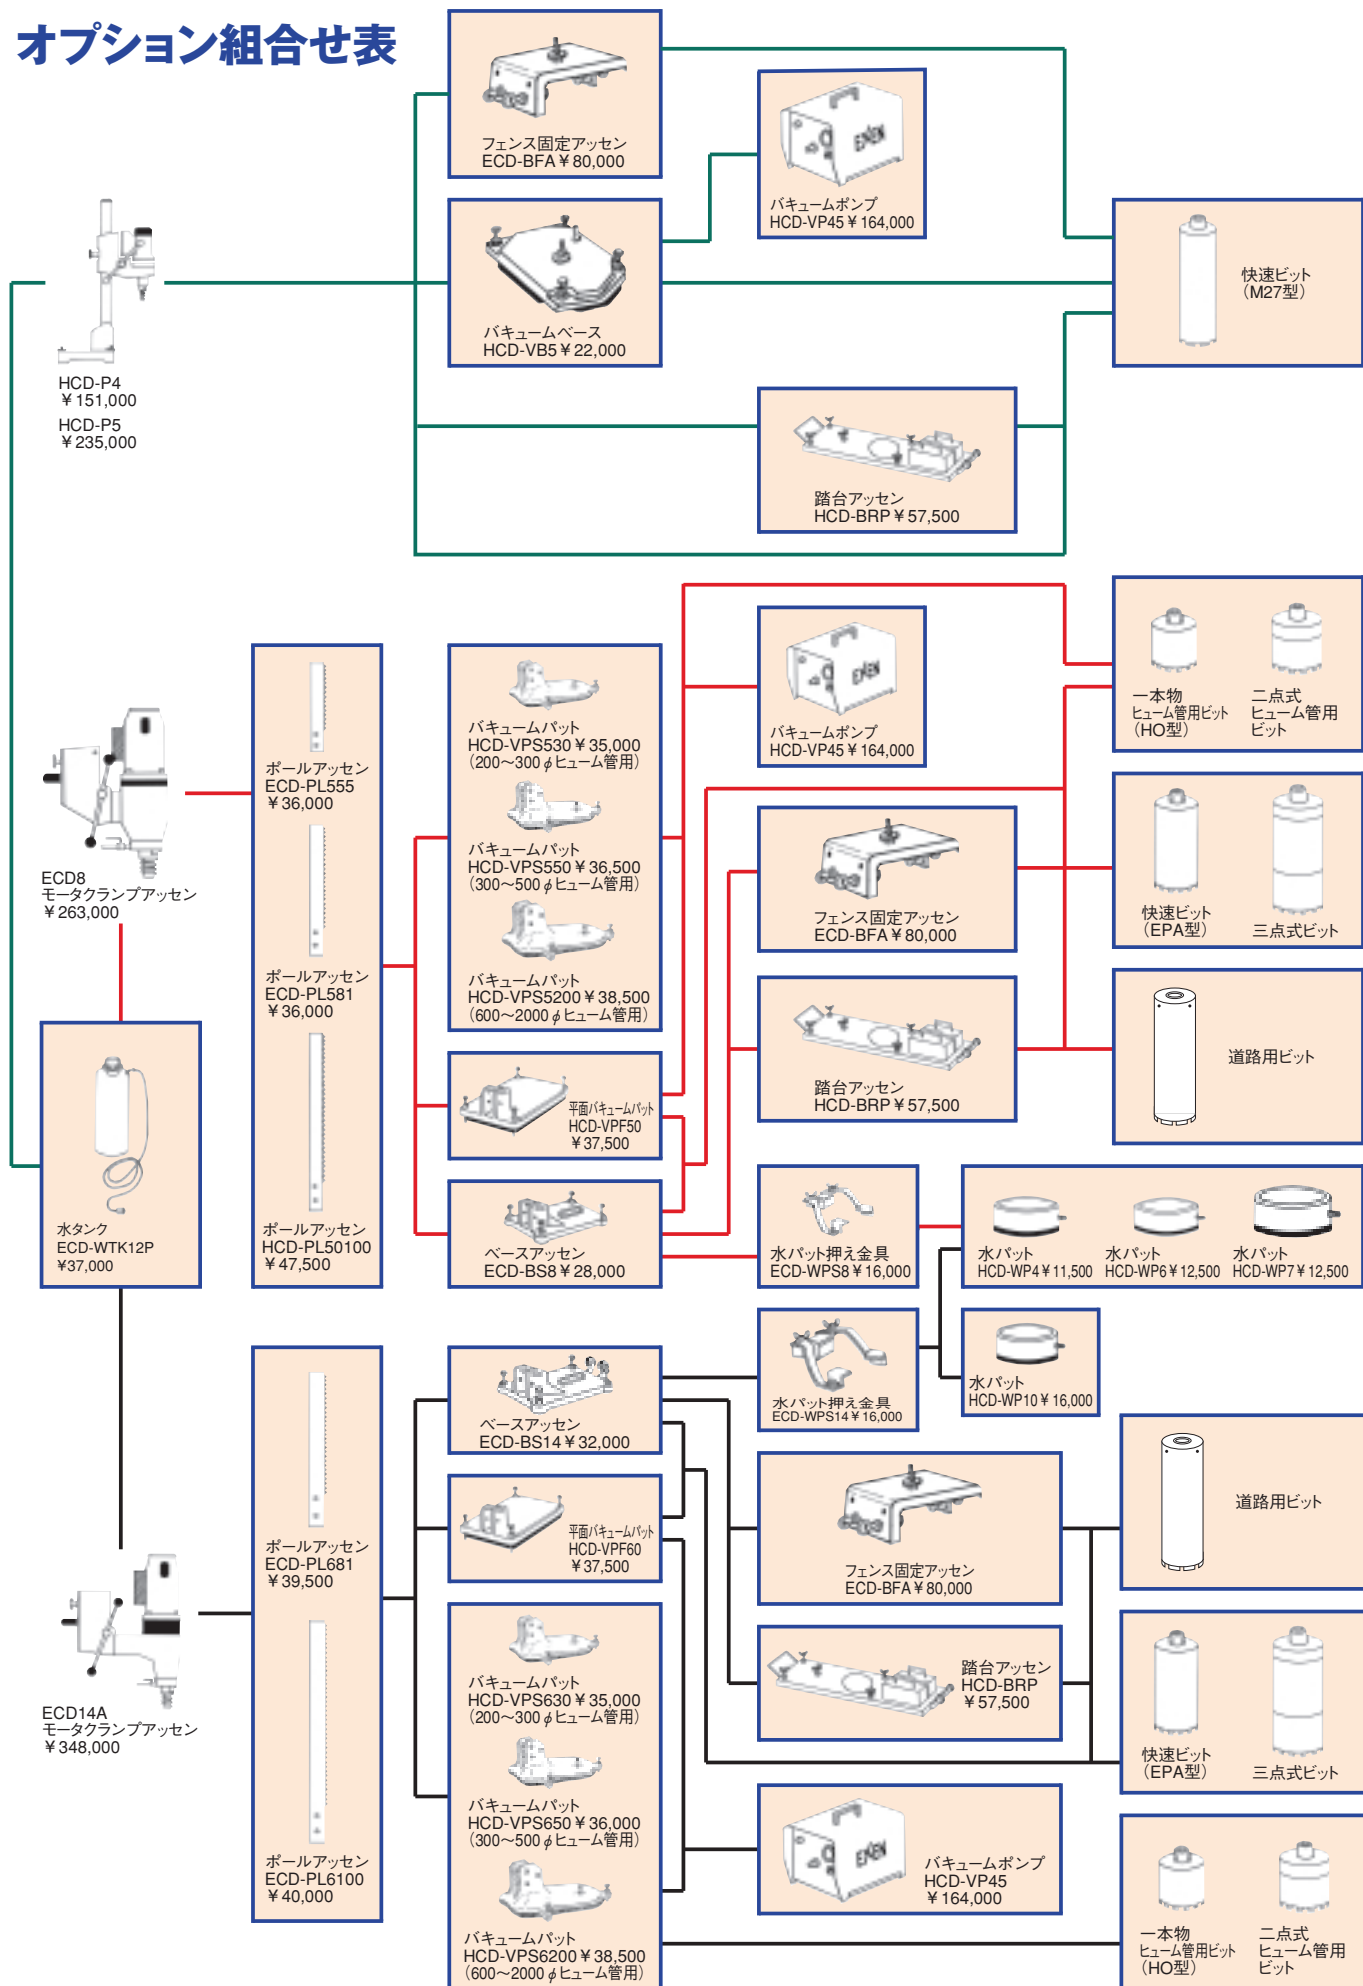 オプション組合せ表
フェンス固定アッセン
ECD-BFA¥80,000
バキュームポンプ
HCD-VP45¥164,000
バキュームベース
HCD-VB5¥22,000
快速ビット
（M27型）
HCD-P4
¥151,000
HCD-P5
¥235,000
踏台アッセン
HCD-BRP¥57,500
ECD8
モータクランプアッセン
¥263,000
ポールアッセン
ECD-PL555
¥36,000
ポールアッセン
ECD-PL581
¥36,000
ポールアッセン
HCD-PL50100
¥47,500
バキュームパット
HCD-VPS530¥35,000
（200〜300φヒューム管用）
バキュームパット
HCD-VPS550¥36,500
（300〜500φヒューム管用）
バキュームパット
HCD-VPS5200¥38,500
（600〜2000φヒューム管用）
平面バキュームパット
HCD-VPF50
¥37,500
ベースアッセン
ECD-BS8¥28,000
バキュームポンプ
HCD-VP45¥164,000
フェンス固定アッセン
ECD-BFA¥80,000
踏台アッセン
HCD-BRP¥57,500
水パット押え金具
ECD-WPS8¥16,000
一本物
ヒューム管用ビット
（HO型）
二点式
ヒューム管用
ビット
快速ビット
（EPA型）
三点式ビット
道路用ビット
水パット
HCD-WP4¥11,500
水パット
HCD-WP6¥12,500
水パット
HCD-WP7¥12,500
水タンク
ECD-WTK12P
¥37,000
水パット押え金具
ECD-WPS14¥16,000
水パット
HCD-WP10¥16,000
ECD14A
モータクランプアッセン
¥348,000
ポールアッセン
ECD-PL681
¥39,500
ポールアッセン
ECD-PL6100
¥40,000
ベースアッセン
ECD-BS14¥32,000
平面バキュームパット
HCD-VPF60
¥37,500
バキュームパット
HCD-VPS630¥35,000
（200〜300φヒューム管用）
バキュームパット
HCD-VPS650¥36,000
（300〜500φヒューム管用）
バキュームパット
HCD-VPS6200¥38,500
（600〜2000φヒューム管用）
フェンス固定アッセン
ECD-BFA¥80,000
踏台アッセン
HCD-BRP
¥57,500
バキュームポンプ
HCD-VP45
¥164,000
道路用ビット
快速ビット
（EPA型）
三点式ビット
一本物
ヒューム管用ビット
（HO型）
二点式
ヒューム管用
ビット